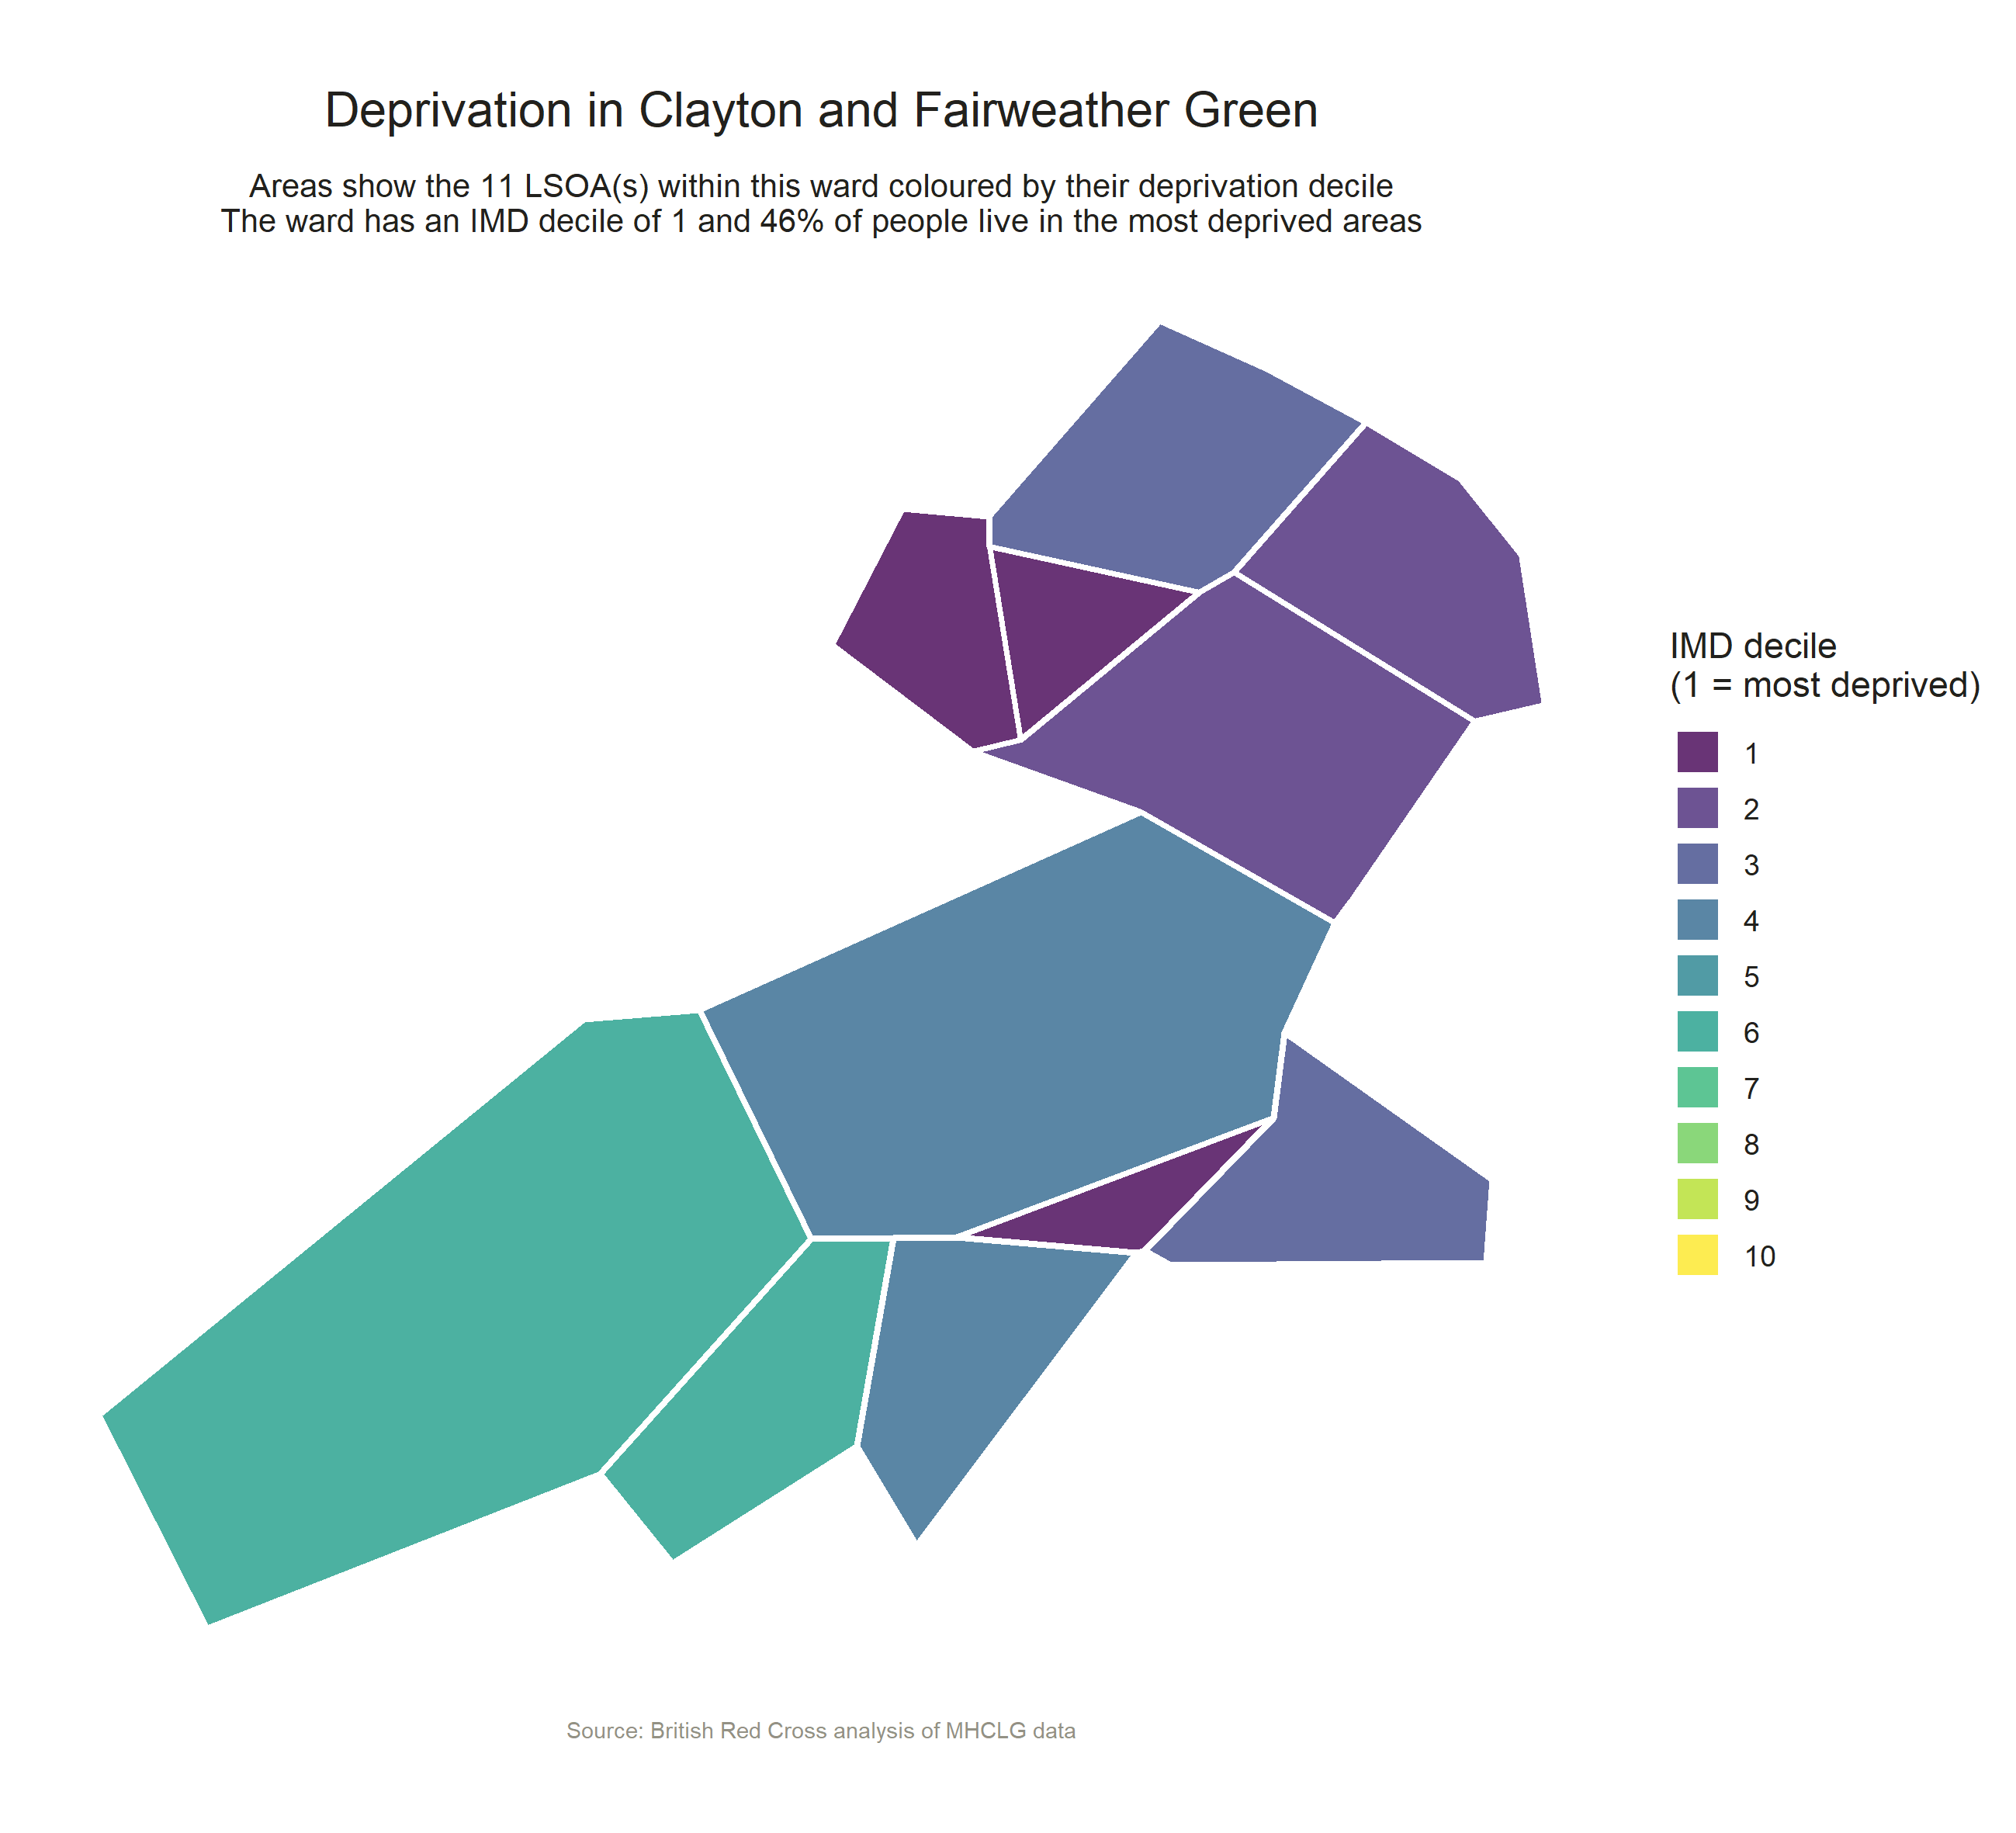 Deprivation in Clayton and Fairweather Green
Areas show the 11 LSOA(s) within this ward coloured by their deprivation decile
The ward has an IMD decile of 1 and 46% of people live in the most deprived areas
IMD decile
(1 = most deprived)
1
2
3
4
5
6
7
8
9
10
Source: British Red Cross analysis of MHCLG data